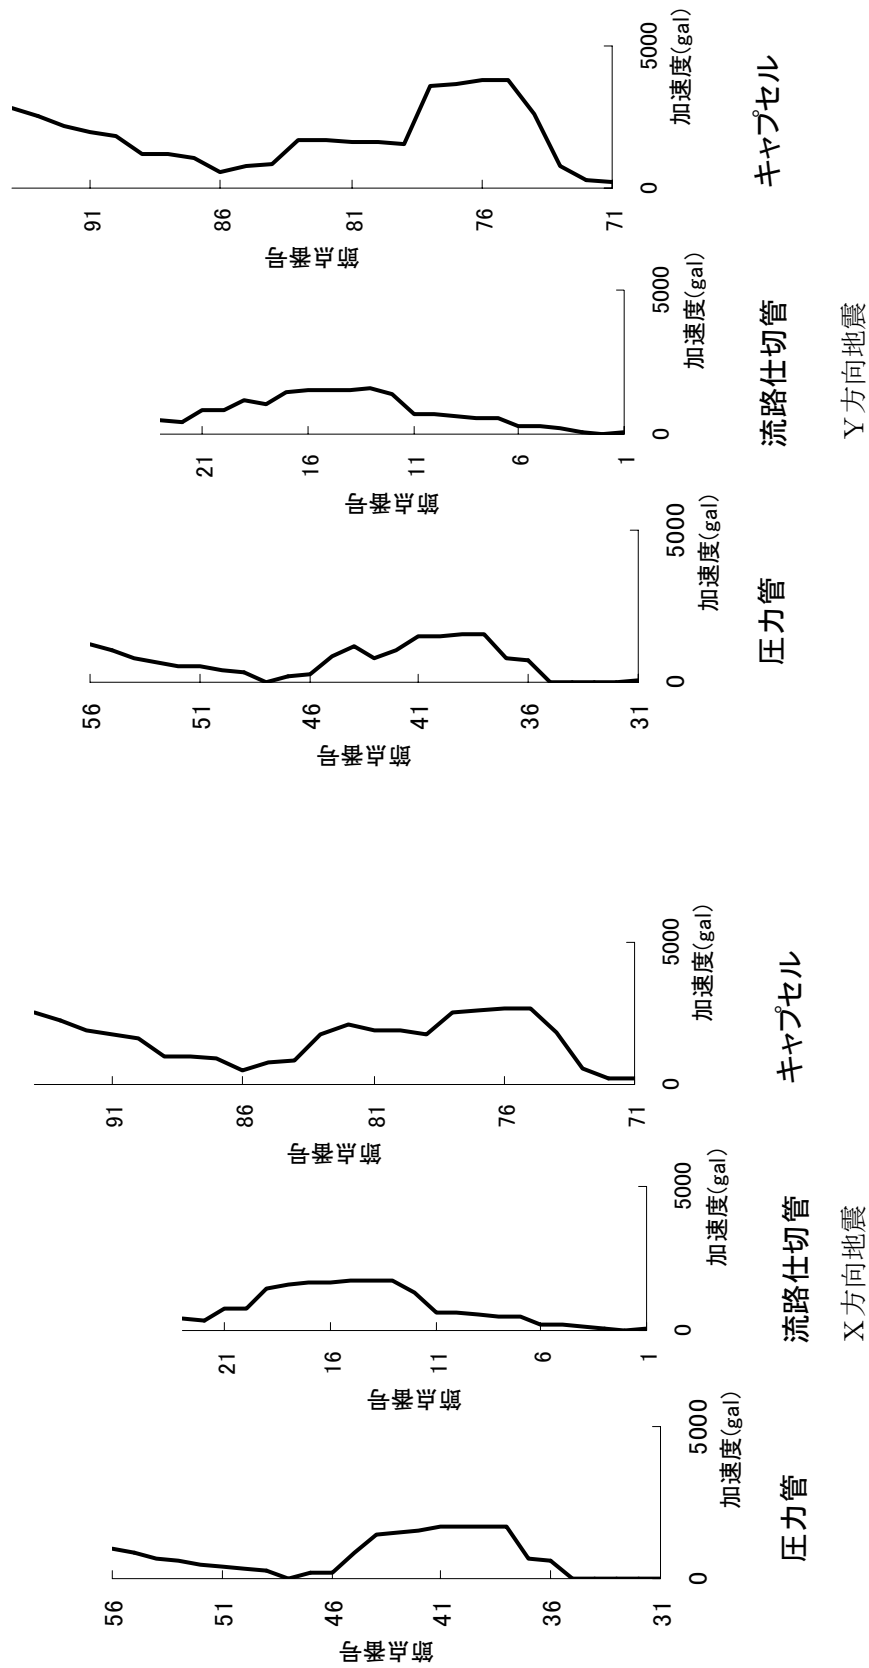 56
51
46
41
36
31
節点番号
0
5000
加速度(gal)
圧力管
21
16
11
6
1
節点番号
0
5000
加速度(gal)
流路仕切管
91
86
81
76
71
節点番号
0
5000
加速度(gal)
キャプセル
X方向地震
56
51
46
41
36
31
節点番号
0
5000
加速度(gal)
圧力管
21
16
11
6
1
節点番号
0
5000
加速度(gal)
流路仕切管
91
86
81
76
71
節点番号
0
5000
加速度(gal)
キャプセル
Y方向地震